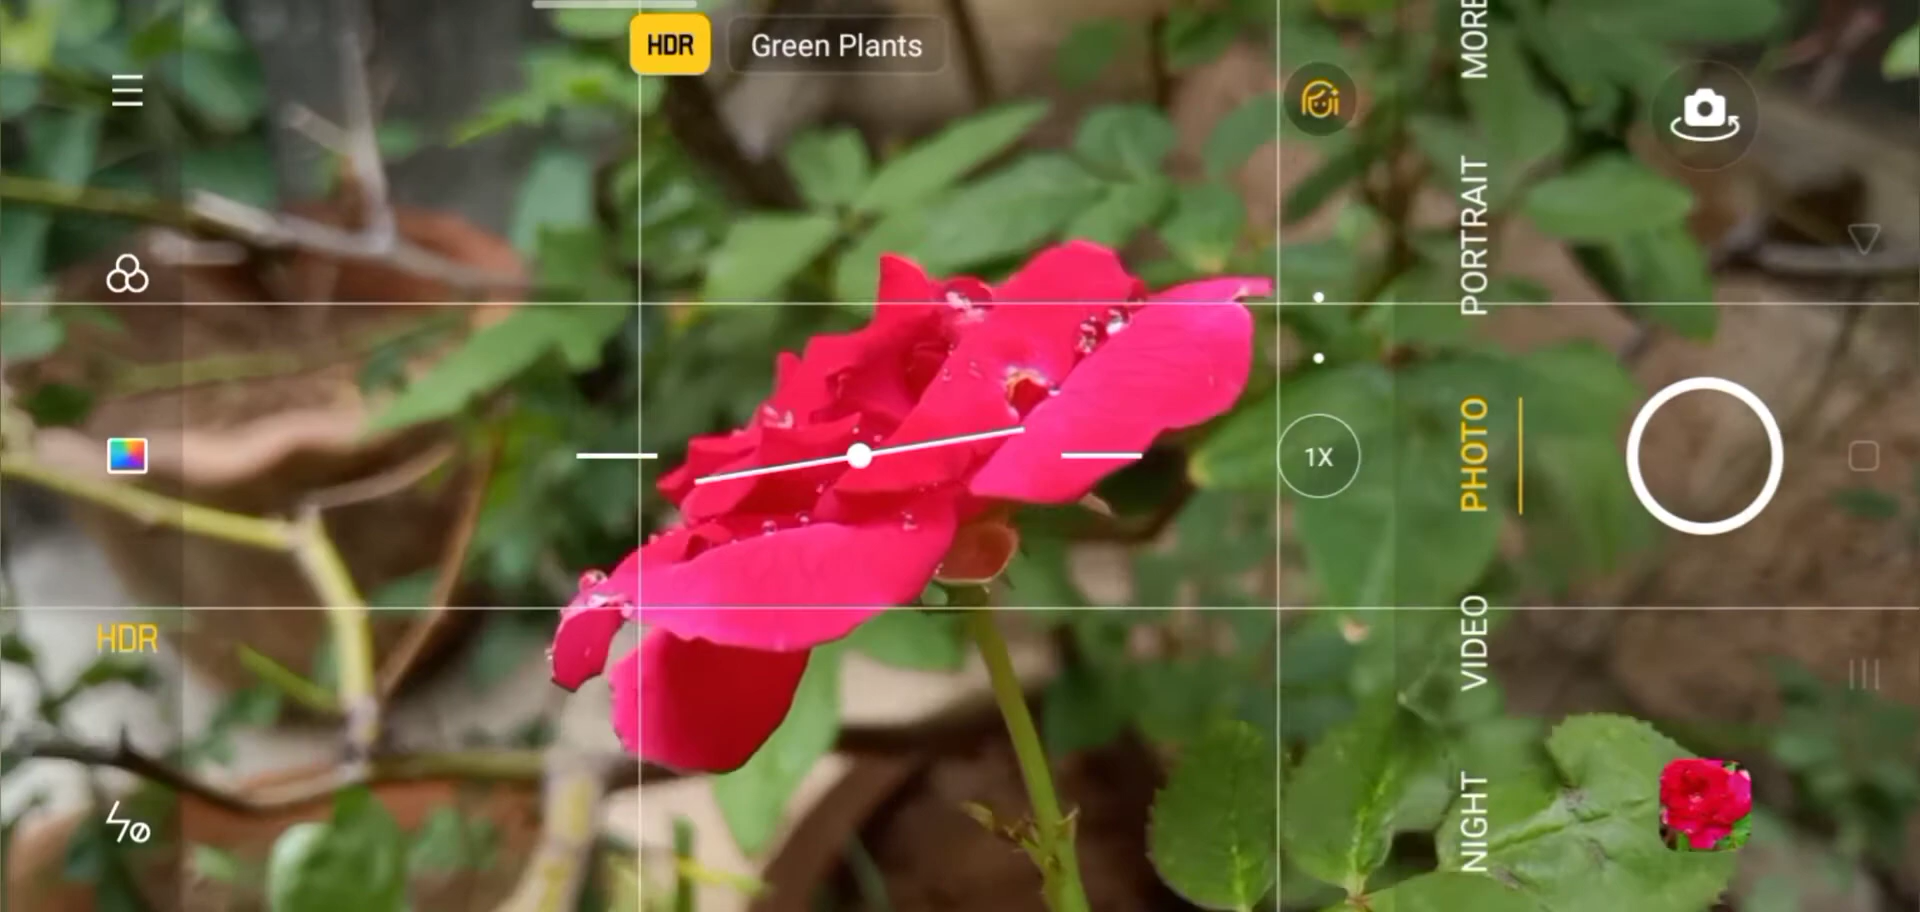 HDR Green Plants
MORE
PORTRAIT
1X
PHOTO
VIDEO
HDR
NIGHT